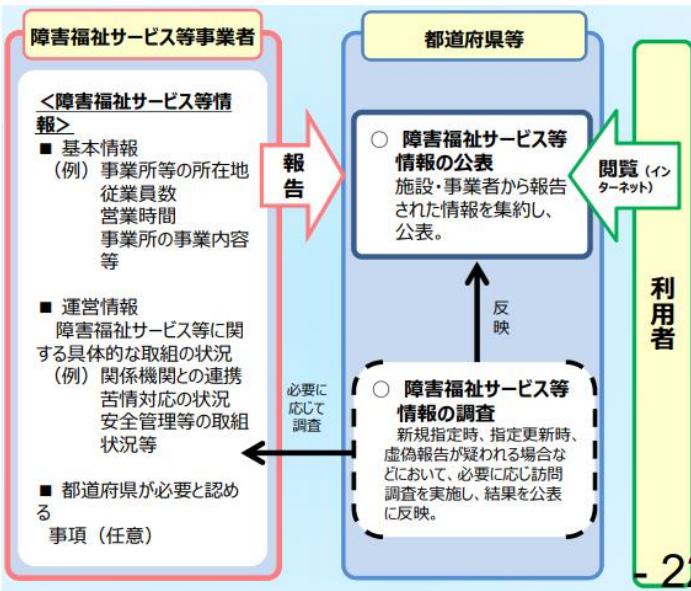 障害福祉サービス等事業者
＜障害福祉サービス等情
報＞
■ 基本情報
（例）事業所等の所在地
従業員数
営業時間
事業所の事業内容
等
■ 運営情報
障害福祉サービス等に関
する具体的な取組の状況
（例）関係機関との連携
苦情対応の状況
安全管理等の取組
状況等
■ 都道府県が必要と認め
る
事項（任意）
報
告
必要に
応じて
調査
都道府県等
○ 障害福祉サービス等
情報の公表
施設・事業者から報告
された情報を集約し、
公表。
反
映
○ 障害福祉サービス等
情報の調査
新規指定時、指定更新時、
虚偽報告が疑われる場合な
どにおいて、必要に応じ訪問
調査を実施し、結果を公表
に反映。
閲覧（イン
ターネット）
利
用
者
- 22